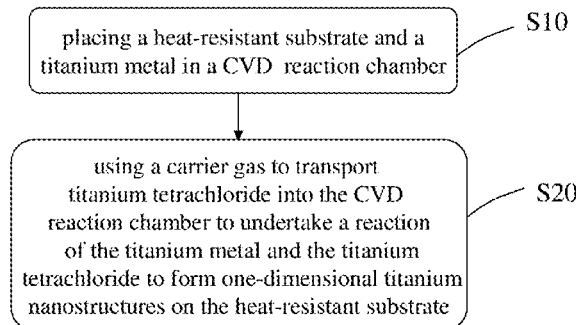 placing a heat-resistant substrate and a
titanium metal in a CVD reaction chamber
S10
using a carrier gas to transport
titanium tetrachloride into the CVD
reaction chamber to undertake a reaction
of the titanium metal and the titanium
tetrachloride to form one-dimensional titanium
nanostructures on the heat-resistant substrate
S20